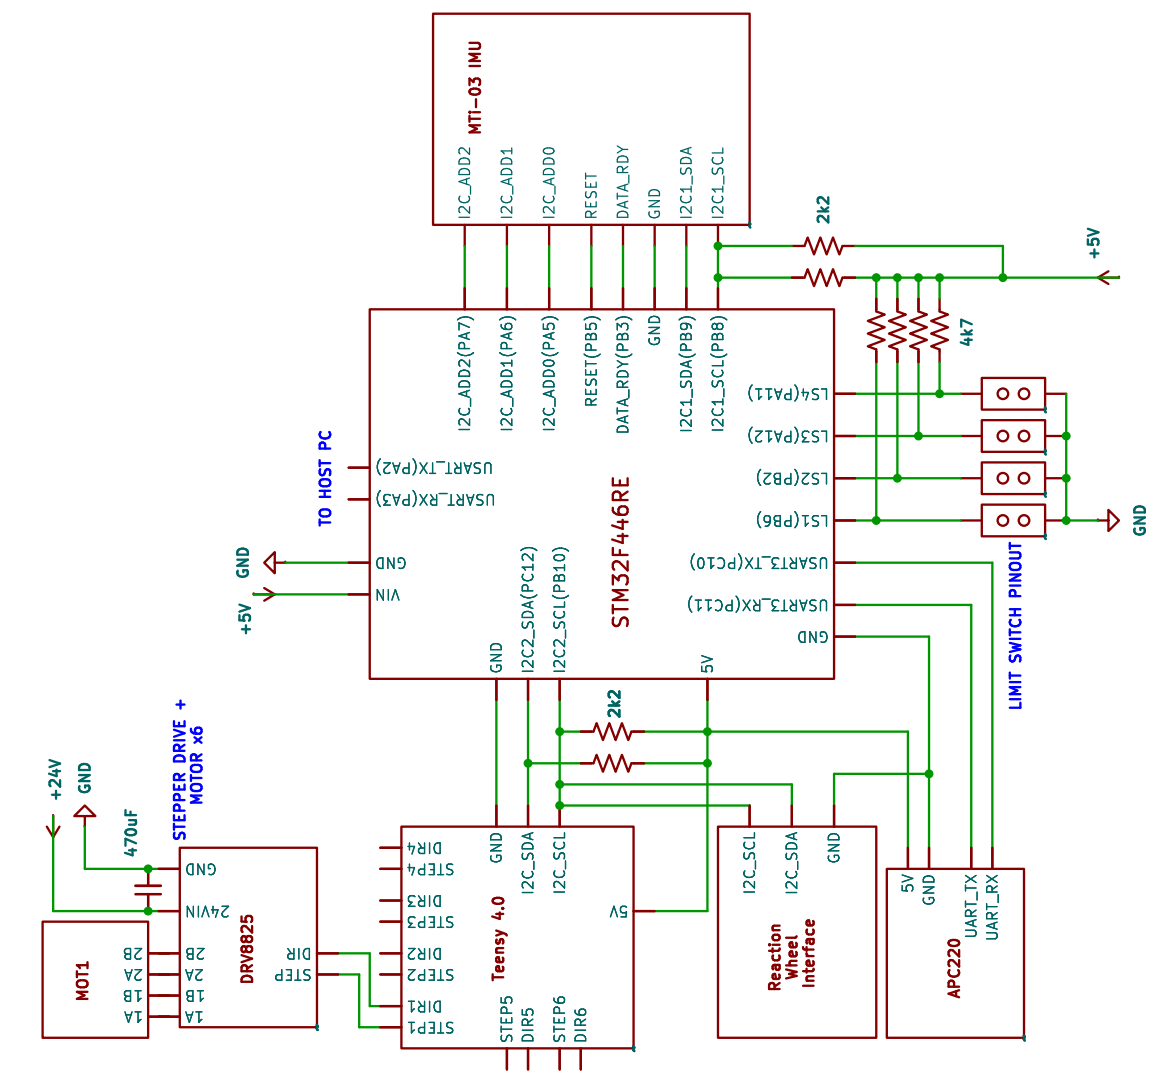 MTi-03 IMU
I2C_ADD2
I2C_ADD1
I2C_ADD0
RESET
DATA_RDY
GND
I2C1_SDA
I2C1_SCL
2k2
+5V
4k7
I2C_ADD2(PA7)
I2C_ADD1(PA6)
I2C_ADD0(PA5)
RESET(PB5)
DATA_RDY(PB3)
GND
I2C1_SDA(PB9)
I2C1_SCL(PB8)
LS4(PA11)
LS3(PA12)
LS2(PB2)
LS1(PB6)
USART3_TX(PC10)
USART3_RX(PC11)
GND
GND
LIMIT SWITCH PINOUT
TO HOST PC
USART_TX(PA2)
USART_RX(PA3)
GND
GND
+5V
VIN
STM32F446RE
GND
I2C2_SDA(PC12)
I2C2_SCL(PB10)
5V
2k2
STEPPER DRIVE +
MOTOR x6
+24V
GND
470uF
GND
24VIN
2B
2A
1B
1A
DRV8825
DIR
STEP
MOT1
2B
2A
1B
1A
DIR4
STEP4
DIR3
STEP3
DIR2
STEP2
DIR1
STEP1
GND
I2C_SDA
I2C_SCL
5V
Teensy 4.0
STEP5
DIR5
STEP6
DIR6
I2C_SCL
I2C_SDA
GND
Reaction
Wheel
Interface
5V
GND
UART_TX
UART_RX
APC220